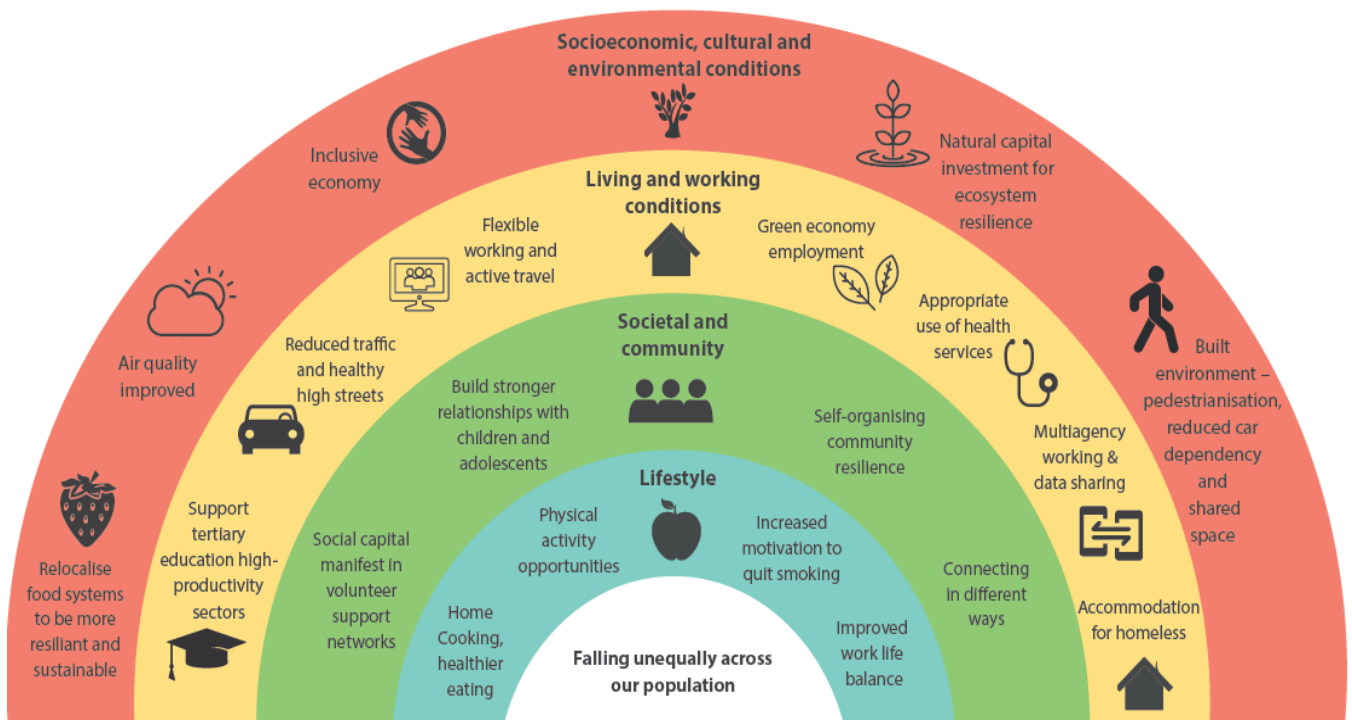 Socioeconomic, cultural and
environmental conditions
Inclusive
economy
Natural capital
investment for
ecosystem
resilience
Air quality
improved
Built
environment –
pedestrianisation,
reduced car
dependency
and
shared
space
Relocalise
food systems
to be more
resiliant and
sustainable
Living and working
conditions
Flexible
working and
active travel
Green economy
employment
Reduced traffic
and healthy
high streets
Appropriate
use of health
services
Support
tertiary
education high-
productivity
sectors
Multiagency
working &
data sharing
Accommodation
for homeless
Societal and
community
Build stronger
relationships with
children and
adolescents
Self-organising
community
resilience
Social capital
manifest in
volunteer
support
networks
Connecting
in different
ways
Lifestyle
Physical
activity
opportunities
Increased
motivation to
quit smoking
Home
Cooking,
healthier
eating
Improved
work life
balance
Falling unequally across
our population